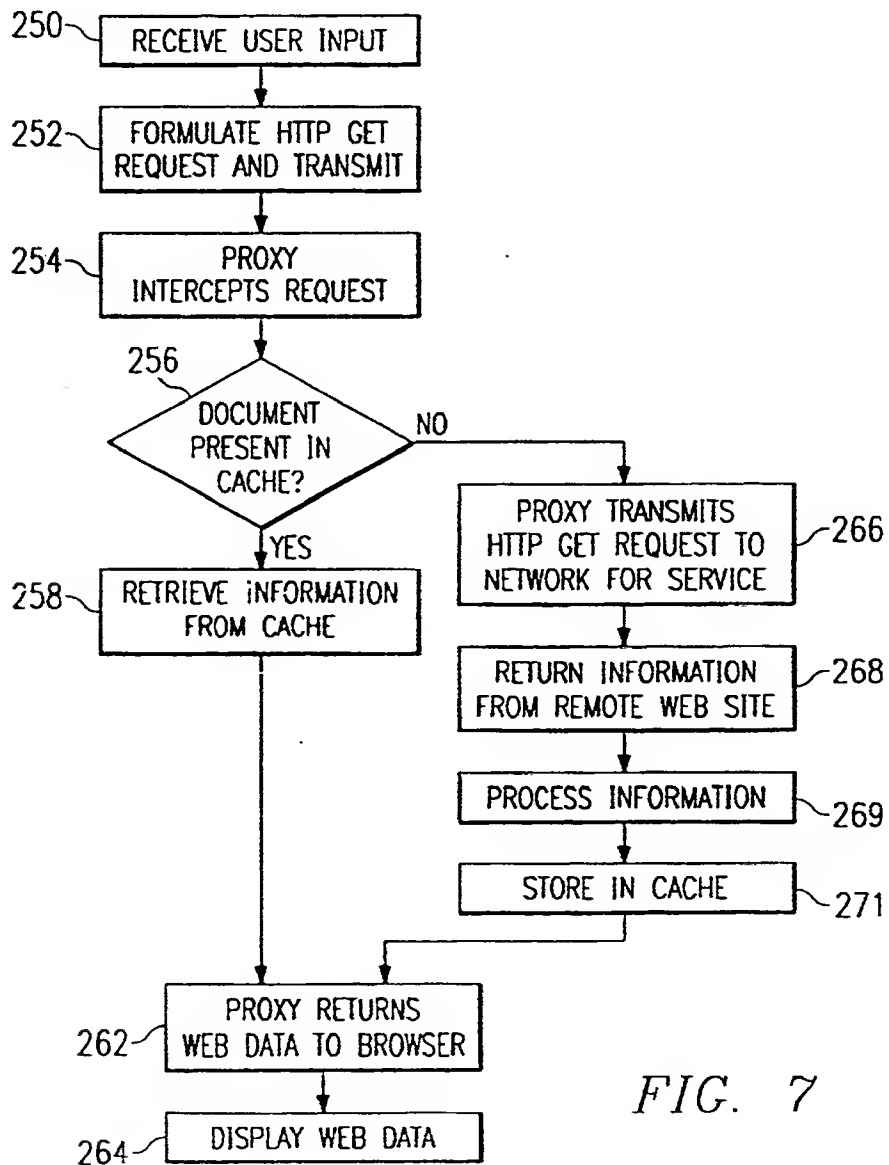 250
RECEIVE USER INPUT
252
FORMULATE HTTP GET
REQUEST AND TRANSMIT
254
PROXY
INTERCEPTS REQUEST
256
DOCUMENT
PRESENT IN
CACHE?
NO
YES
258
RETRIEVE INFORMATION
FROM CACHE
PROXY TRANSMITS
HTTP GET REQUEST TO
NETWORK FOR SERVICE
266
RETURN INFORMATION
FROM REMOTE WEB SITE
268
PROCESS INFORMATION
269
STORE IN CACHE
271
PROXY RETURNS
WEB DATA TO BROWSER
262
DISPLAY WEB DATA
264
FIG. 7